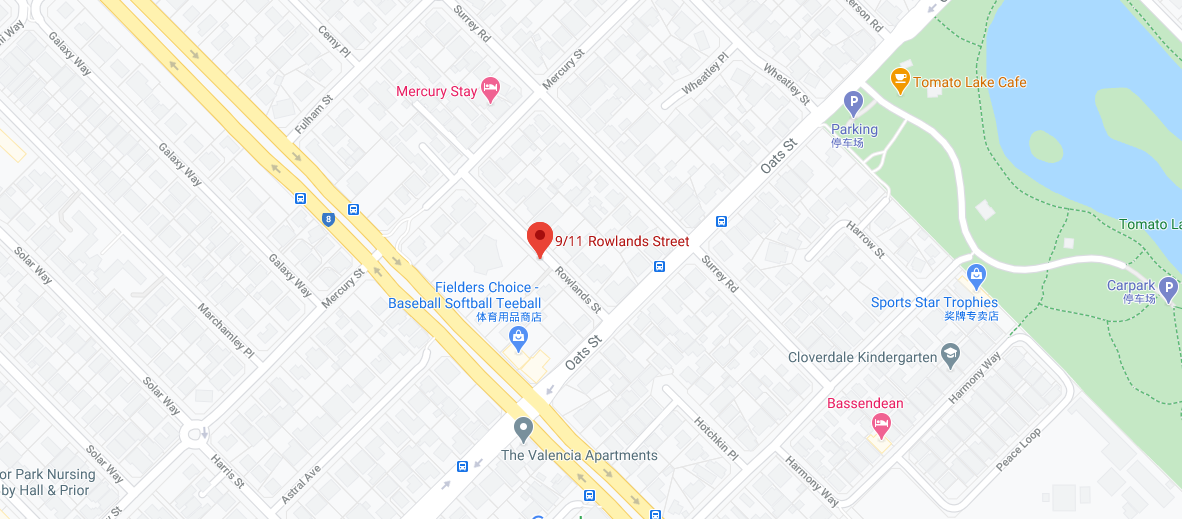 Surrey Rd
erson Rd
Galaxy Way
Cerny Pl
Mercury St
Wheatley Pl
Wheatley St
Tomato Lake Cafe
Mercury Stay
P
Parking
停车场
Fulham St
Oats St
Galaxy Way
8
Harrow St
Tomato La
9/11 Rowlands Street
Solar Way
Galaxy Way
Mercury St
Rowlands St
Surrey Rd
Fielders Choice -
Baseball Softball Teeball
体育用品商店
Carpark
停车场
P
Sports Star Trophies
奖牌专卖店
Marchamley Pl
Oats St
Cloverdale Kindergarten
Harmony Way
Solar Way
Bassendean
Hotchkin Pl
Peace Loop
Solar Way
Harris St
Astral Ave
The Valencia Apartments
Harmony Way
or Park Nursing
by Hall & Prior